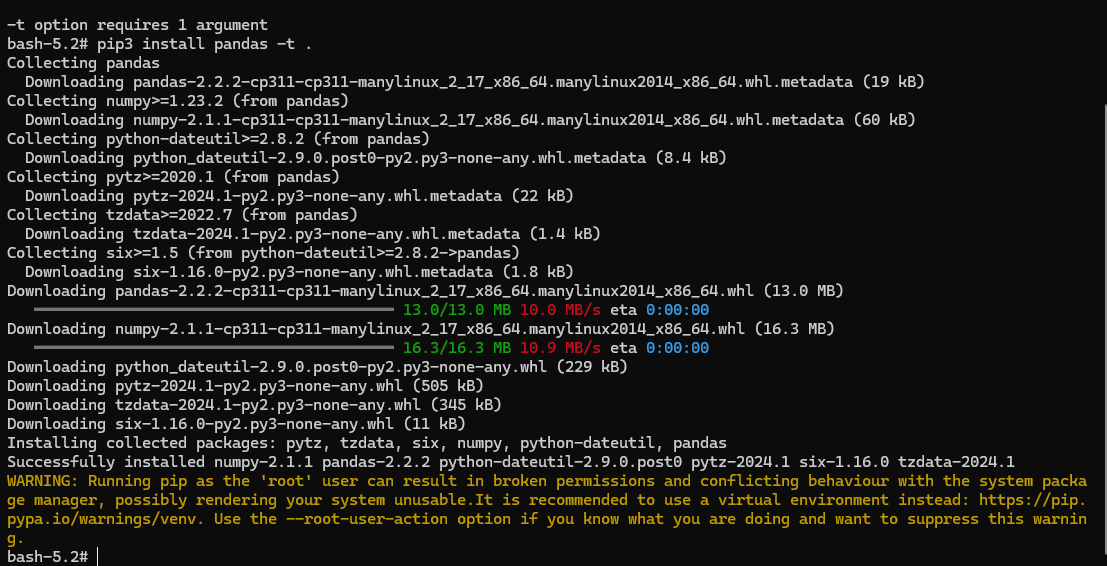 -t option requires 1 argument
bash-5.2# pip3 install pandas -t .
Collecting pandas
  Downloading pandas-2.2.2-cp311-cp311-manylinux_2_17_x86_64.manylinux2014_x86_64.whl.metadata (19 kB)
Collecting numpy>=1.23.2 (from pandas)
  Downloading numpy-2.1.1-cp311-cp311-manylinux_2_17_x86_64.manylinux2014_x86_64.whl.metadata (60 kB)
Collecting python-dateutil>=2.8.2 (from pandas)
  Downloading python_dateutil-2.9.0.post0-py2.py3-none-any.whl.metadata (8.4 kB)
Collecting pytz>=2020.1 (from pandas)
  Downloading pytz-2024.1-py2.py3-none-any.whl.metadata (22 kB)
Collecting tzdata>=2022.7 (from pandas)
  Downloading tzdata-2024.1-py2.py3-none-any.whl.metadata (1.4 kB)
Collecting six>=1.5 (from python-dateutil>=2.8.2->pandas)
  Downloading six-1.16.0-py2.py3-none-any.whl.metadata (1.8 kB)
Downloading pandas-2.2.2-cp311-cp311-manylinux_2_17_x86_64.manylinux2014_x86_64.whl (13.0 MB)
13.0/13.0 MB 10.0 MB/s eta 0:00:00
Downloading numpy-2.1.1-cp311-cp311-manylinux_2_17_x86_64.manylinux2014_x86_64.whl (16.3 MB)
16.3/16.3 MB 10.9 MB/s eta 0:00:00
Downloading python_dateutil-2.9.0.post0-py2.py3-none-any.whl (229 kB)
Downloading pytz-2024.1-py2.py3-none-any.whl (505 kB)
Downloading tzdata-2024.1-py2.py3-none-any.whl (345 kB)
Downloading six-1.16.0-py2.py3-none-any.whl (11 kB)
Installing collected packages: pytz, tzdata, six, numpy, python-dateutil, pandas
Successfully installed numpy-2.1.1 pandas-2.2.2 python-dateutil-2.9.0.post0 pytz-2024.1 six-1.16.0 tzdata-2024.1
WARNING: Running pip as the 'root' user can result in broken permissions and conflicting behaviour with the system packa
ge manager, possibly rendering your system unusable.It is recommended to use a virtual environment instead: https://pip.
pypa.io/warnings/venv. Use the --root-user-action option if you know what you are doing and want to suppress this warnin
g.
bash-5.2#